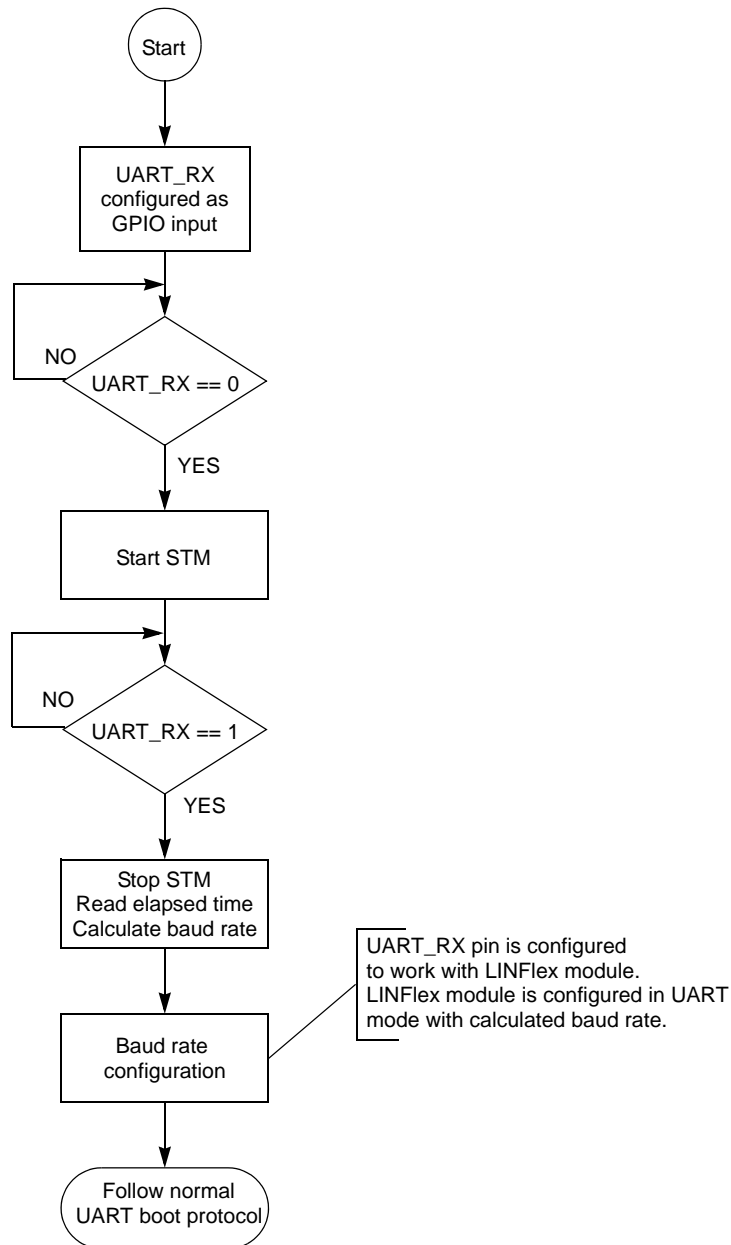 Start
UART_RX
configured as
GPIO input
NO
UART_RX == 0
YES
Start STM
NO
UART_RX == 1
YES
Stop STM
Read elapsed time
Calculate baud rate
UART_RX pin is configured
to work with LINFlex module.
LINFlex module is configured in UART
mode with calculated baud rate.
Baud rate
configuration
Follow normal
UART boot protocol